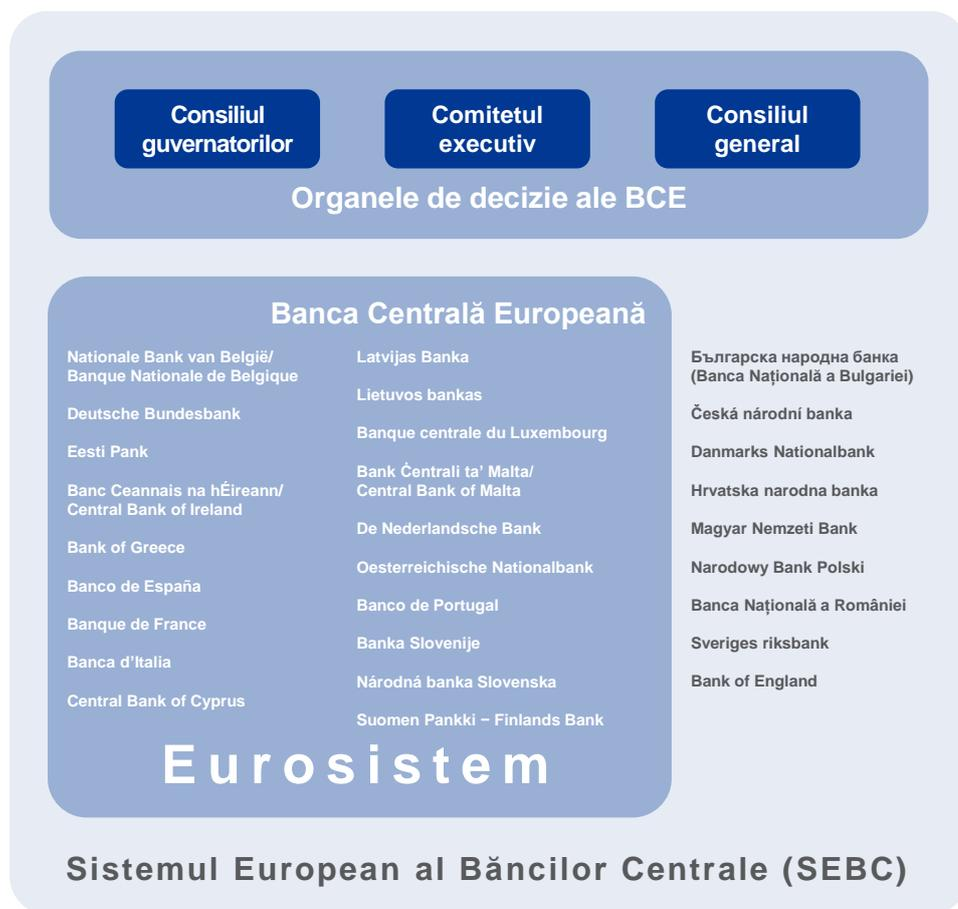 Consiliul
guvernatorilor
Comitetul
executiv
Consiliul
general
Organele de decizie ale BCE
Banca Centrală Europeană
Nationale Bank van België/
Banque Nationale de Belgique
Deutsche Bundesbank
Eesti Pank
Banc Ceannais na hÉireann/
Central Bank of Ireland
Bank of Greece
Banco de España
Banque de France
Banca d’Italia
Central Bank of Cyprus
Latvijas Banka
Lietuvos bankas
Banque centrale du Luxembourg
Bank Ċentrali ta’ Malta/
Central Bank of Malta
De Nederlandsche Bank
Oesterreichische Nationalbank
Banco de Portugal
Banka Slovenije
Národná banka Slovenska
Suomen Pankki − Finlands Bank
Eurosistem
Българска народна банка
(Banca Națională a Bulgariei)
Česká národní banka
Danmarks Nationalbank
Hrvatska narodna banka
Magyar Nemzeti Bank
Narodowy Bank Polski
Banca Națională a României
Sveriges riksbank
Bank of England
Sistemul European al Băncilor Centrale (SEBC)